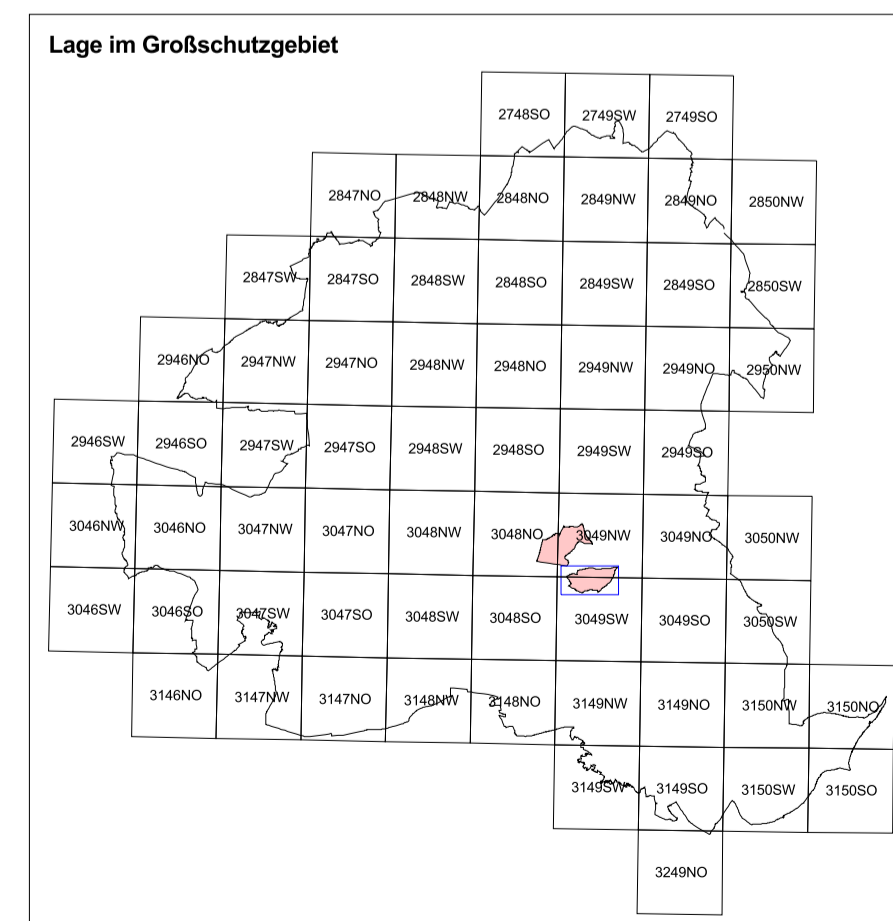 Lage im Großschutzgebiet
2748SO 2749SW 2749SO
2847NO 2848NW 2848NO 2849NW 2849NO 2850NW
2847SW 2847SO 2848SW 2848SO 2849SW 2849SO 2850SW
2946NO 2947NW 2947NO 2948NW 2948NO 2949NW 2949NO 2950NW
2946SW 2946SO 2947SW 2947SO 2948SW 2948SO 2949SW 2949SO
3046NW 3046NO 3047NW 3047NO 3048NW 3048NO 3049NW 3049NO 3050NW
3046SW 3046SO 3047SW 3047SO 3048SW 3048SO 3049SW 3049SO 3050SW
3146NO 3147NW 3147NO 3148NW 3148NO 3149NW 3149NO 3150NW 3150NO
3149SW 3149SO 3150SW 3150SO
3249NO